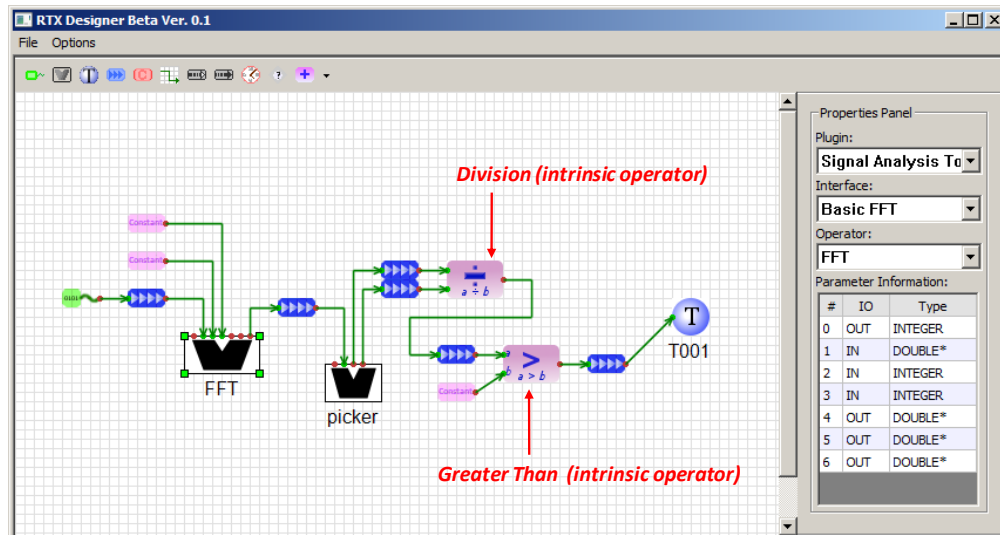 RTX Designer Beta Ver. 0.1
File Options
T
(C)
?
+
Properties Panel
Plugin:
Signal Analysis To
Interface:
Basic FFT
Operator:
FFT
Parameter Information:
# IO Type
0 OUT INTEGER
1 IN DOUBLE*
2 IN INTEGER
3 IN INTEGER
4 OUT DOUBLE*
5 OUT DOUBLE*
6 OUT DOUBLE*
Division (intrinsic operator)
Constant
Constant
0101
a ÷ b
FFT
picker
T
T001
a
b
>
a > b
Constant
Greater Than (intrinsic operator)